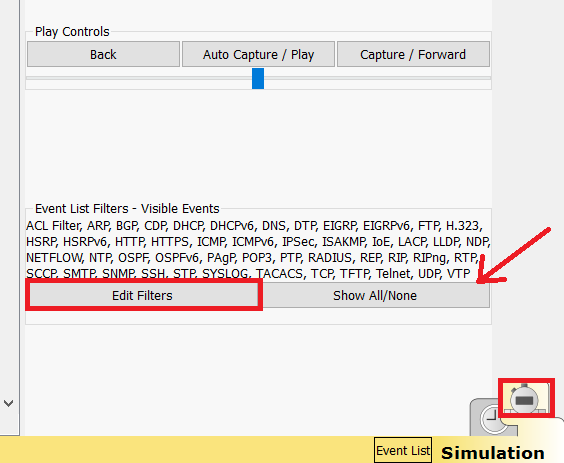 Play Controls
Back
Auto Capture / Play
Capture / Forward
Event List Filters - Visible Events
ACL Filter, ARP, BGP, CDP, DHCP, DHCPv6, DNS, DTP, EIGRP, EIGRPv6, FTP, H.323,
HSRP, HSRPv6, HTTP, HTTPS, ICMP, ICMPv6, IPSec, ISAKMP, IoE, LACP, LLDP, NDP,
NETFLOW, NTP, OSPF, OSPFv6, PAgP, POP3, PTP, RADIUS, REP, RIP, RIPng, RTP,
SCCP, SMTP, SNMP, SSH, STP, SYSLOG, TACACS, TCP, TFTP, Telnet, UDP, VTP
Edit Filters
Show All/None
Event List
Simulation